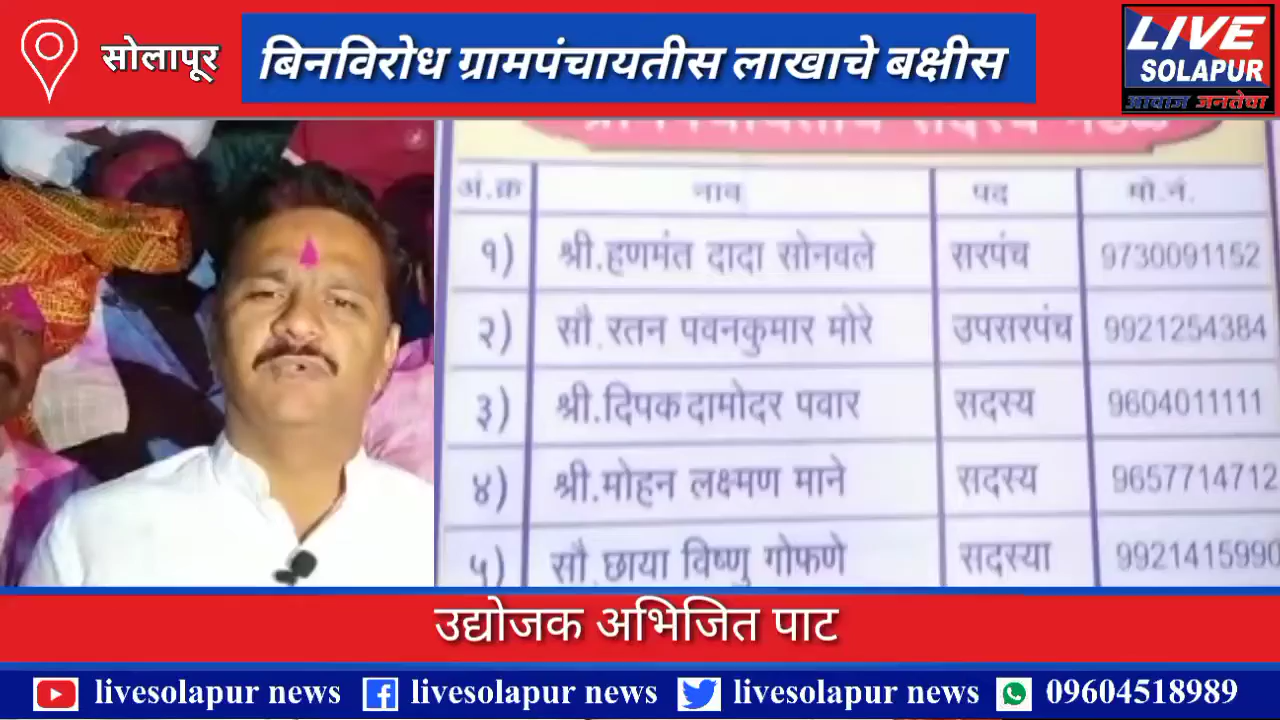 सोलापूर
बिनविरोध ग्रामपंचायतीस लाखाचे बक्षीस
LIVE
SOLAPUR
आवाज जनतेचा
अं.क्र नाव पद मो.नं.
१) श्री.हणमंत दादा सोनवले सरपंच 9730091152
२) सौ.रतन पवनकुमार मोरे उपसरपंच 9921254384
३) श्री.दिपक दामोदर पवार सदस्य 9604011111
४) श्री.मोहन लक्ष्मण माने सदस्य 9657714712
५) सौ.छाया विष्णु गोफणे सदस्या 9921415990
उद्योजक अभिजित पाट
livesolapur news livesolapur news livesolapur news 09604518989